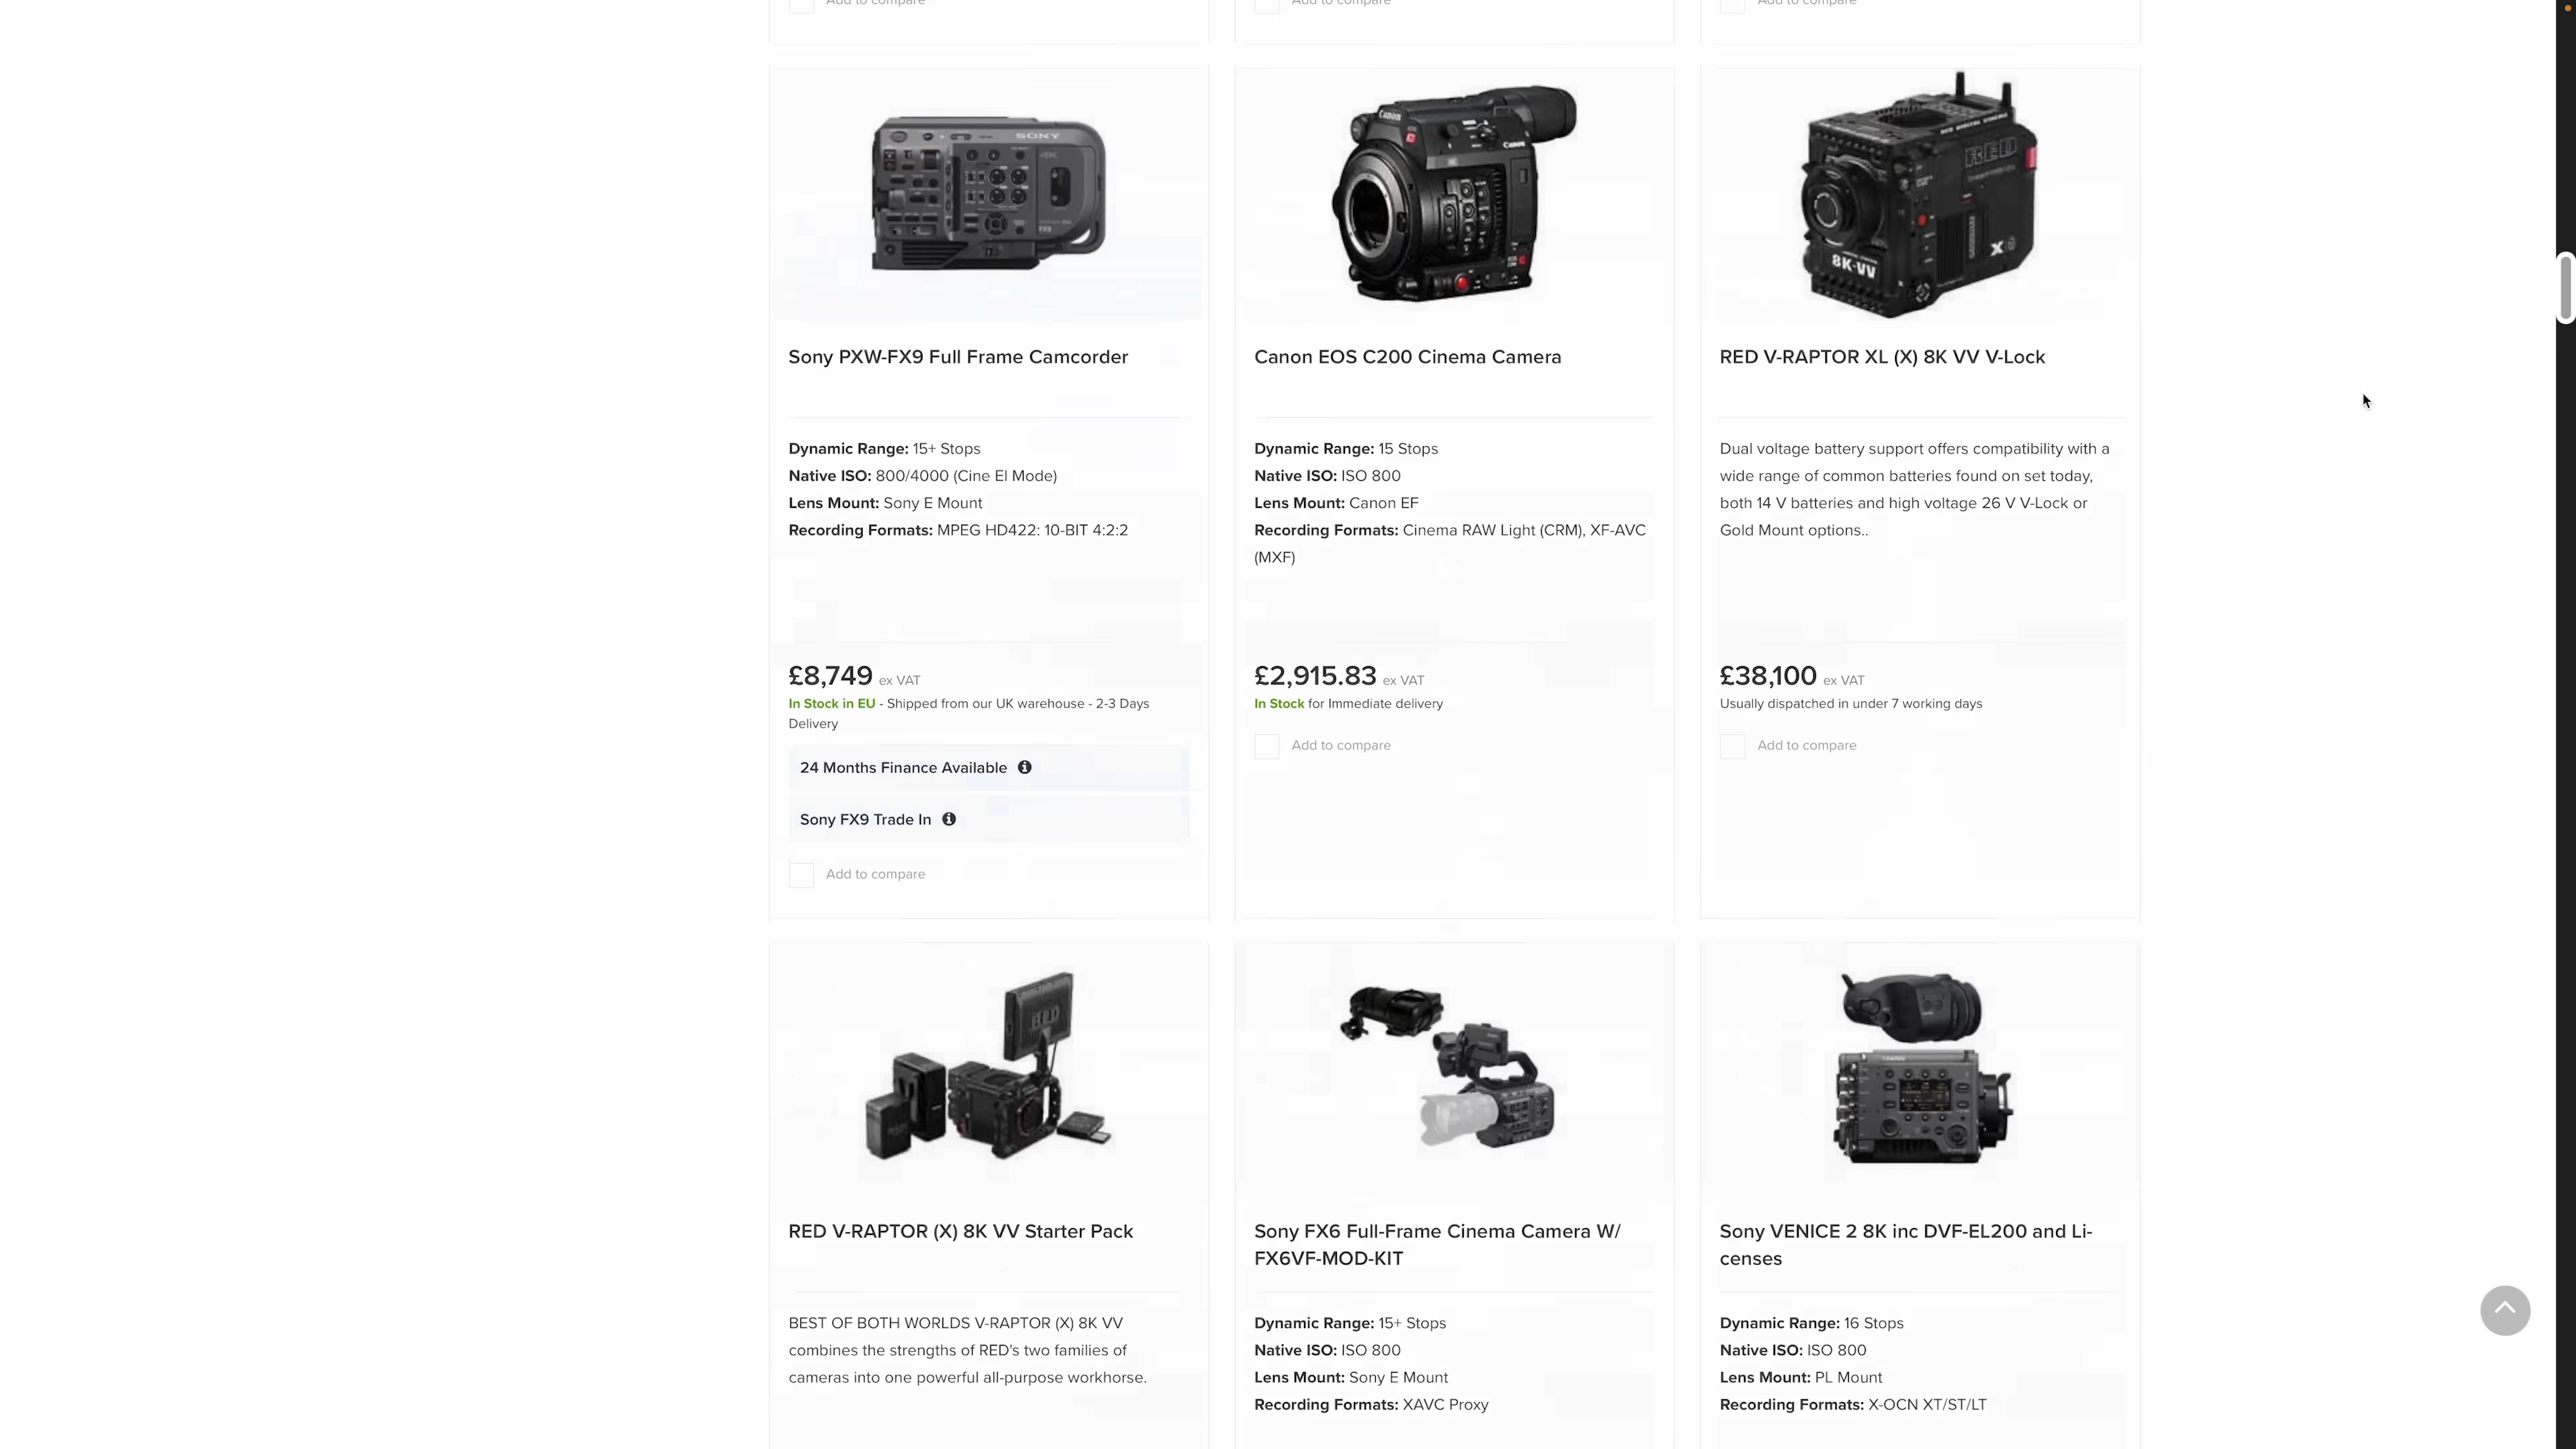 Add to compare
Add to compare
Add to compare
SONY
FX9
Canon
Canon
RED
8K-VV
X
Sony PXW-FX9 Full Frame Camcorder
Dynamic Range: 15+ Stops
Native ISO: 800/4000 (Cine EI Mode)
Lens Mount: Sony E Mount
Recording Formats: MPEG HD422: 10-BIT 4:2:2
£8,749 ex VAT
In Stock in EU - Shipped from our UK warehouse - 2-3 Days
Delivery
24 Months Finance Available
Sony FX9 Trade In
Add to compare
Canon EOS C200 Cinema Camera
Dynamic Range: 15 Stops
Native ISO: ISO 800
Lens Mount: Canon EF
Recording Formats: Cinema RAW Light (CRM), XF-AVC
(MXF)
£2,915.83 ex VAT
In Stock for Immediate delivery
Add to compare
RED V-RAPTOR XL (X) 8K VV V-Lock
Dual voltage battery support offers compatibility with a
wide range of common batteries found on set today,
both 14 V batteries and high voltage 26 V V-Lock or
Gold Mount options..
£38,100 ex VAT
Usually dispatched in under 7 working days
Add to compare
RED
RED V-RAPTOR (X) 8K VV Starter Pack
BEST OF BOTH WORLDS V-RAPTOR (X) 8K VV
combines the strengths of RED's two families of
cameras into one powerful all-purpose workhorse.
Sony FX6 Full-Frame Cinema Camera W/
FX6VF-MOD-KIT
Dynamic Range: 15+ Stops
Native ISO: ISO 800
Lens Mount: Sony E Mount
Recording Formats: XAVC Proxy
Sony VENICE 2 8K inc DVF-EL200 and Li-
censes
Dynamic Range: 16 Stops
Native ISO: ISO 800
Lens Mount: PL Mount
Recording Formats: X-OCN XT/ST/LT